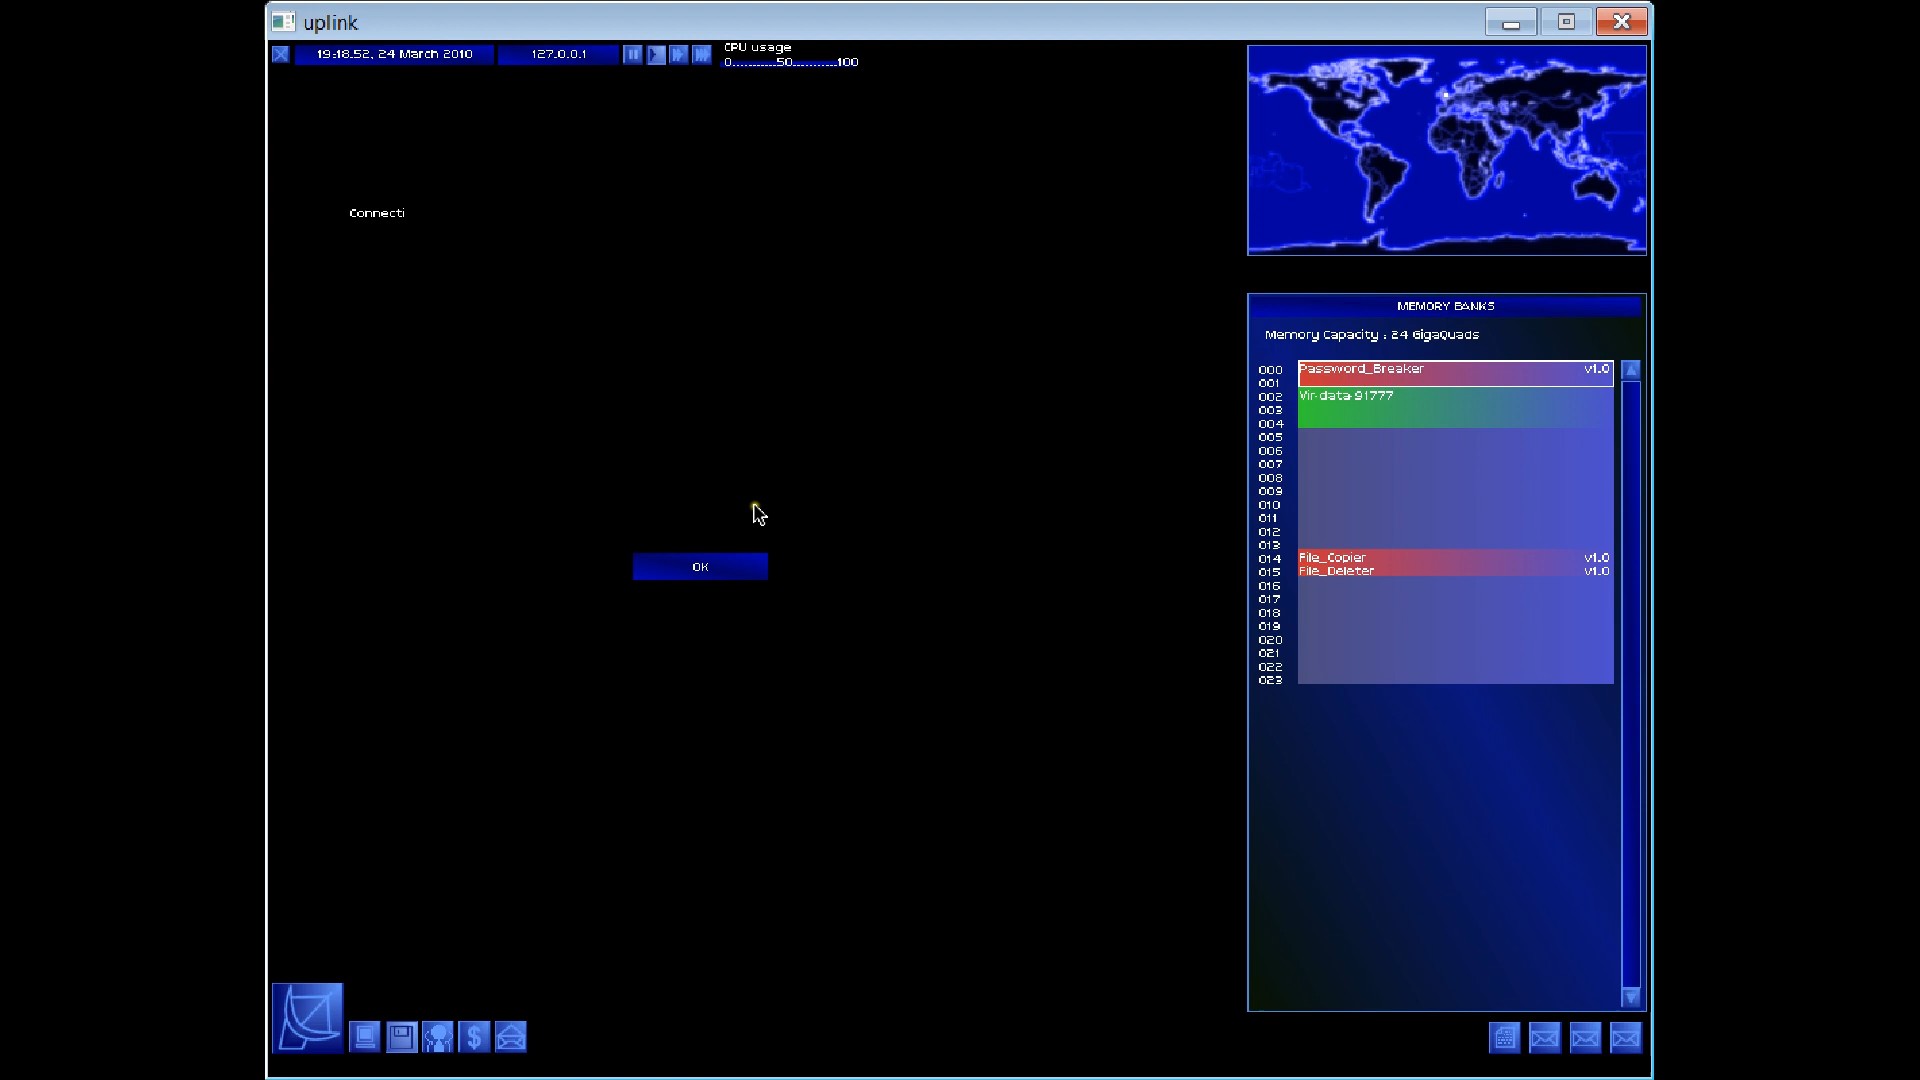 uplink
19:18.52, 24 March 2010
127.0.0.1
CPU usage
0 50 100
Connecti
OK
MEMORY BANKS
Memory Capacity : 24 GigaQuads
000 Password_Breaker v1.0
001
002 Vir-data-91777
003
004
005
006
007
008
009
010
011
012
013
014 File_Copier v1.0
015 File_Deleter v1.0
016
017
018
019
020
021
022
023